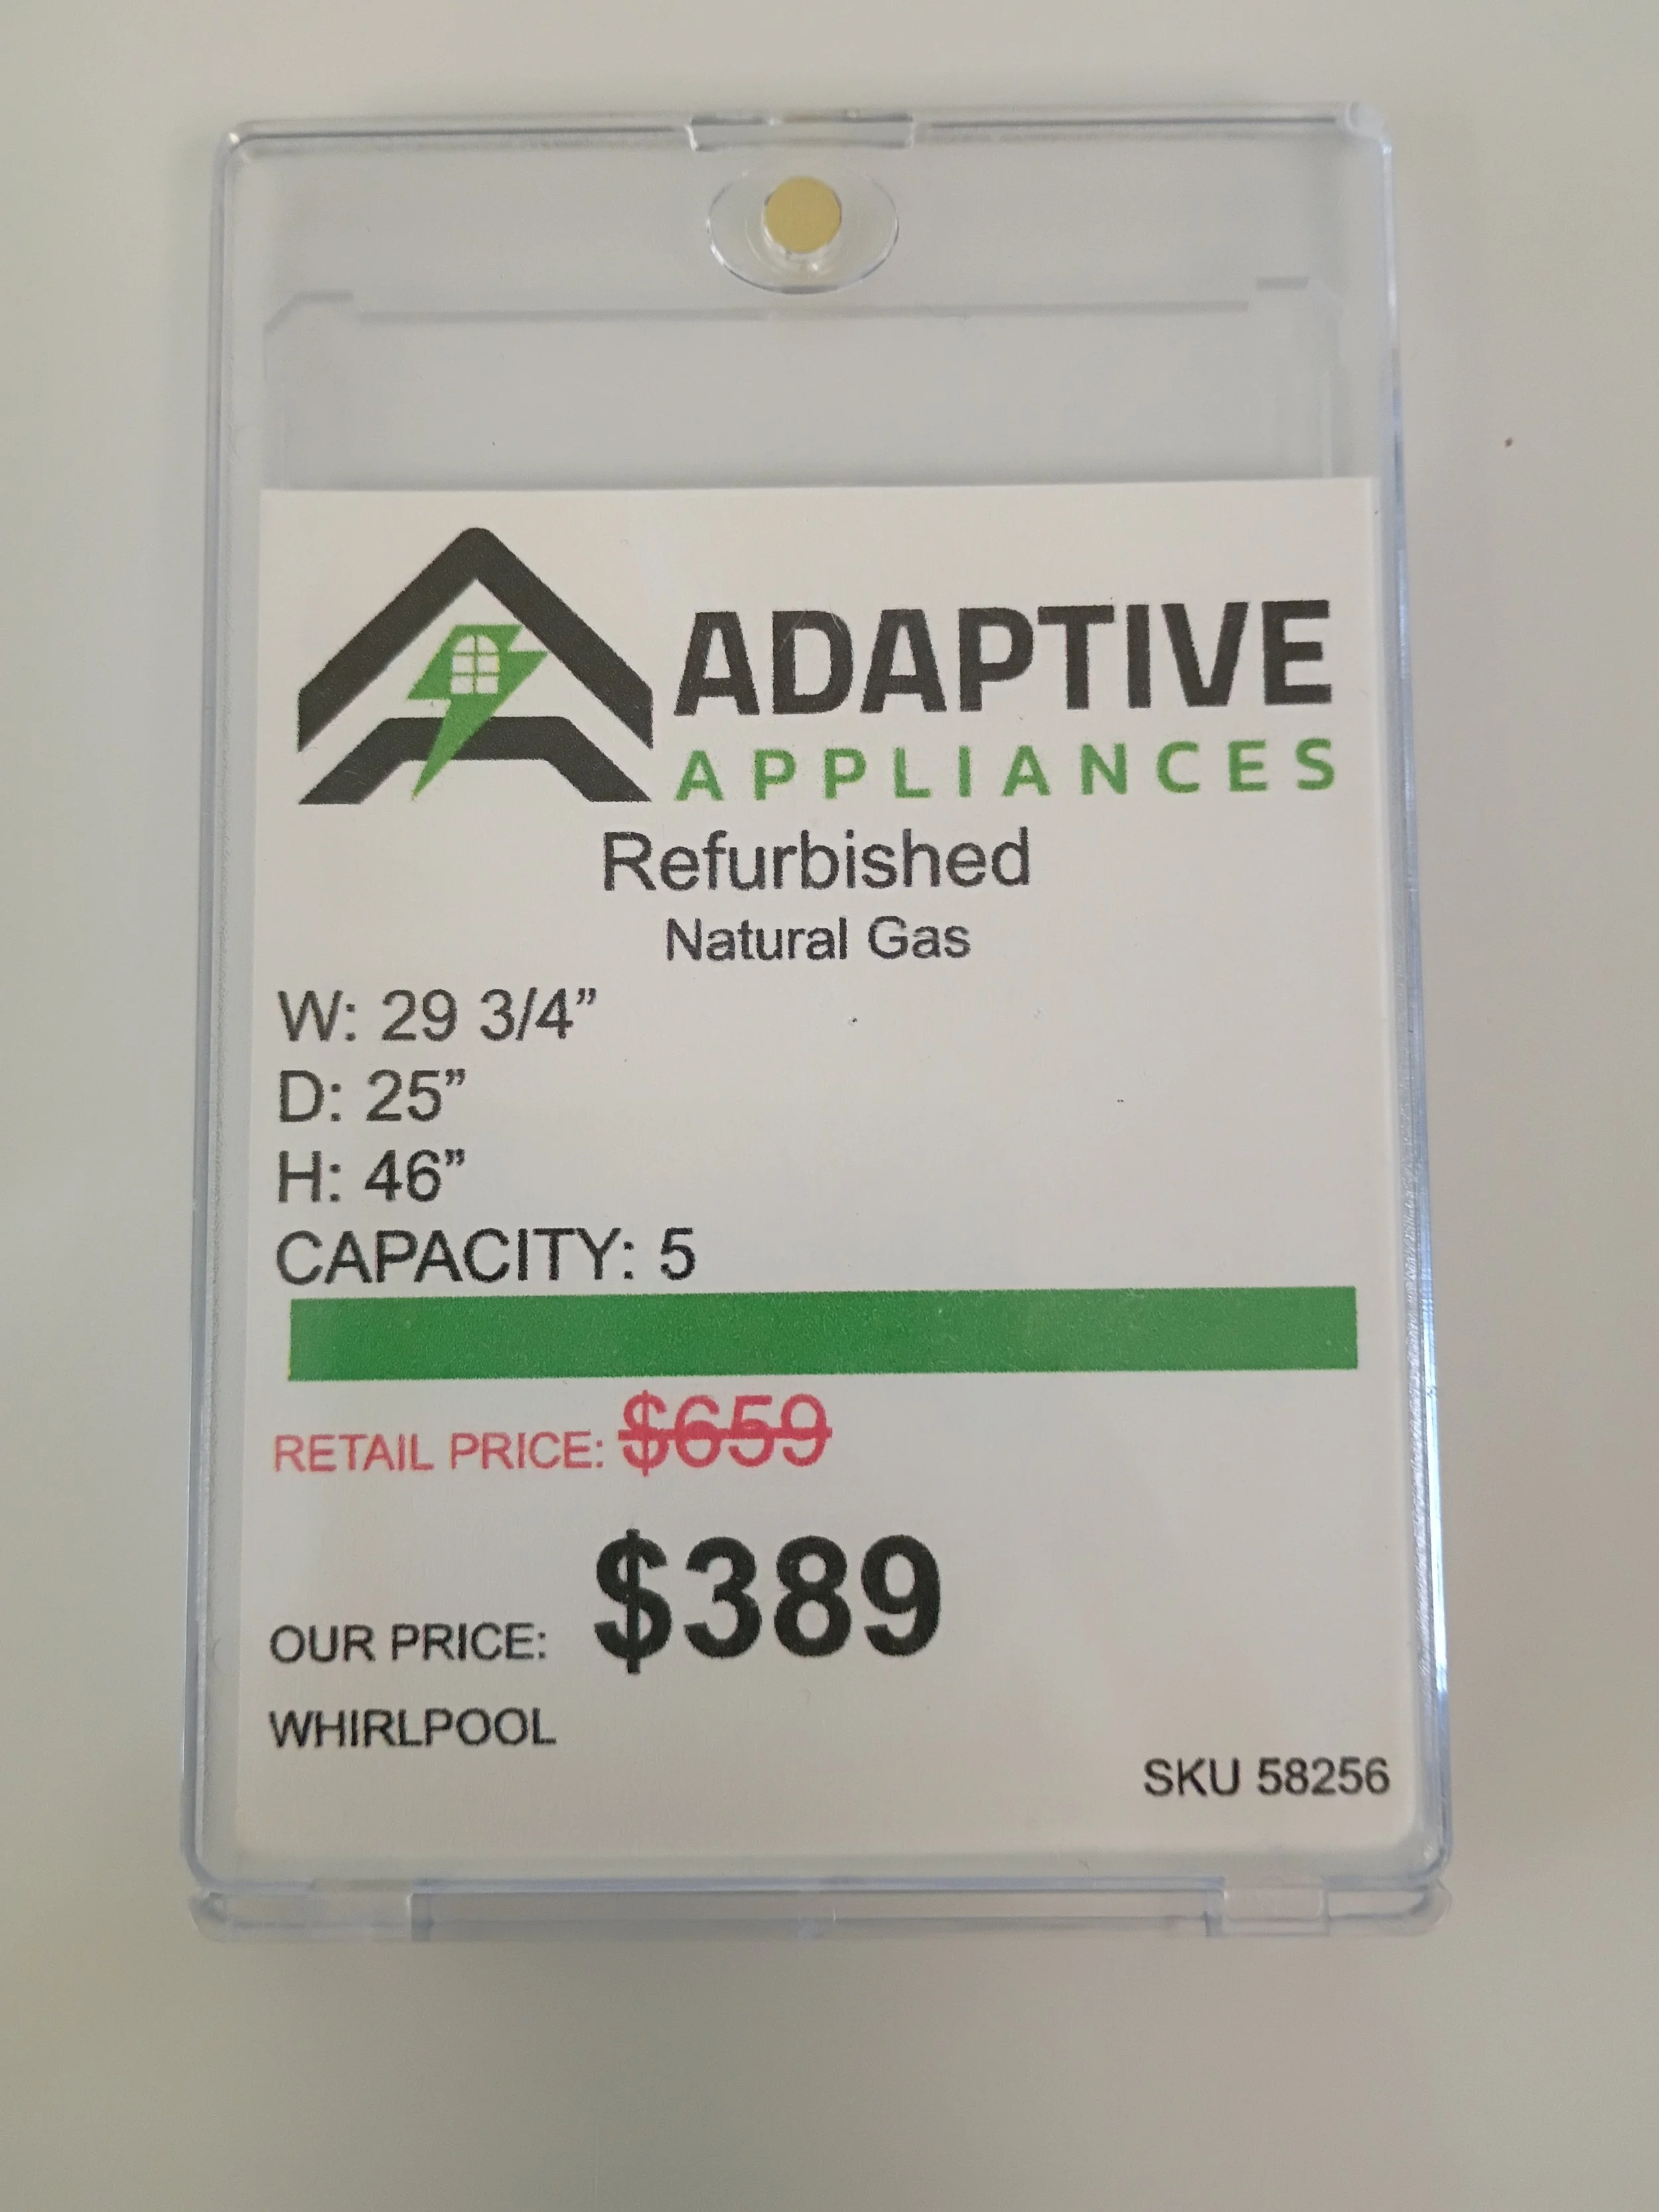 ADAPTIVE
APPLIANCES
Refurbished
Natural Gas
W: 29 3/4”
D: 25”
H: 46”
CAPACITY: 5
RETAIL PRICE: $659
OUR PRICE: $389
WHIRLPOOL
SKU 58256